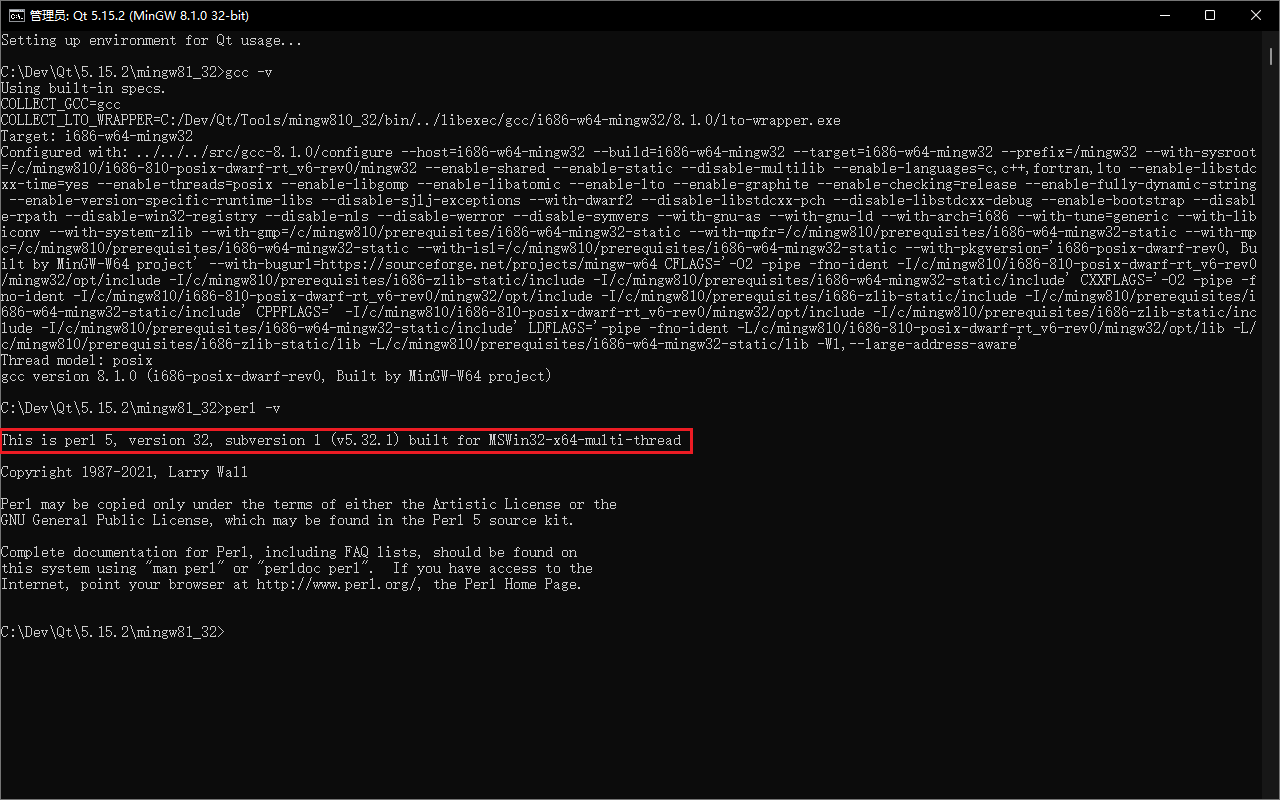 管理员: Qt 5.15.2 (MinGW 8.1.0 32-bit)
Setting up environment for Qt usage...
C:\Dev\Qt\5.15.2\mingw81_32>gcc -v
Using built-in specs.
COLLECT_GCC=gcc
COLLECT_LTO_WRAPPER=C:/Dev/Qt/Tools/mingw810_32/bin/../libexec/gcc/i686-w64-mingw32/8.1.0/lto-wrapper.exe
Target: i686-w64-mingw32
Configured with: ../../../src/gcc-8.1.0/configure --host=i686-w64-mingw32 --build=i686-w64-mingw32 --target=i686-w64-mingw32 --prefix=/mingw32 --with-sysroot
=/c/mingw810/i686-810-posix-dwarf-rt_v6-rev0/mingw32 --enable-shared --enable-static --disable-multilib --enable-languages=c,c++,fortran,lto --enable-libstdc
xx-time=yes --enable-threads=posix --enable-libgomp --enable-libatomic --enable-lto --enable-graphite --enable-checking=release --enable-fully-dynamic-string
 --enable-version-specific-runtime-libs --disable-sjlj-exceptions --with-dwarf2 --disable-libstdcxx-pch --disable-libstdcxx-debug --enable-bootstrap --disabl
e-rpath --disable-win32-registry --disable-nls --disable-werror --disable-symvers --with-gnu-as --with-gnu-ld --with-arch=i686 --with-tune=generic --with-lib
iconv --with-system-zlib --with-gmp=/c/mingw810/prerequisites/i686-w64-mingw32-static --with-mpfr=/c/mingw810/prerequisites/i686-w64-mingw32-static --with-mp
c=/c/mingw810/prerequisites/i686-w64-mingw32-static --with-isl=/c/mingw810/prerequisites/i686-w64-mingw32-static --with-pkgversion='i686-posix-dwarf-rev0, Bu
ilt by MinGW-W64 project' --with-bugurl=https://sourceforge.net/projects/mingw-w64 CFLAGS='-O2 -pipe -fno-ident -I/c/mingw810/i686-810-posix-dwarf-rt_v6-rev0
/mingw32/opt/include -I/c/mingw810/prerequisites/i686-zlib-static/include -I/c/mingw810/prerequisites/i686-w64-mingw32-static/include' CXXFLAGS='-O2 -pipe -f
no-ident -I/c/mingw810/i686-810-posix-dwarf-rt_v6-rev0/mingw32/opt/include -I/c/mingw810/prerequisites/i686-zlib-static/include -I/c/mingw810/prerequisites/i
686-w64-mingw32-static/include' CPPFLAGS=' -I/c/mingw810/i686-810-posix-dwarf-rt_v6-rev0/mingw32/opt/include -I/c/mingw810/prerequisites/i686-zlib-static/inc
lude -I/c/mingw810/prerequisites/i686-w64-mingw32-static/include' LDFLAGS='-pipe -fno-ident -L/c/mingw810/i686-810-posix-dwarf-rt_v6-rev0/mingw32/opt/lib -L/
c/mingw810/prerequisites/i686-zlib-static/lib -L/c/mingw810/prerequisites/i686-w64-mingw32-static/lib -Wl,--large-address-aware'
Thread model: posix
gcc version 8.1.0 (i686-posix-dwarf-rev0, Built by MinGW-W64 project)
C:\Dev\Qt\5.15.2\mingw81_32>perl -v
This is perl 5, version 32, subversion 1 (v5.32.1) built for MSWin32-x64-multi-thread
Copyright 1987-2021, Larry Wall
Perl may be copied only under the terms of either the Artistic License or the
GNU General Public License, which may be found in the Perl 5 source kit.
Complete documentation for Perl, including FAQ lists, should be found on
this system using "man perl" or "perldoc perl".  If you have access to the
Internet, point your browser at http://www.perl.org/, the Perl Home Page.
C:\Dev\Qt\5.15.2\mingw81_32>